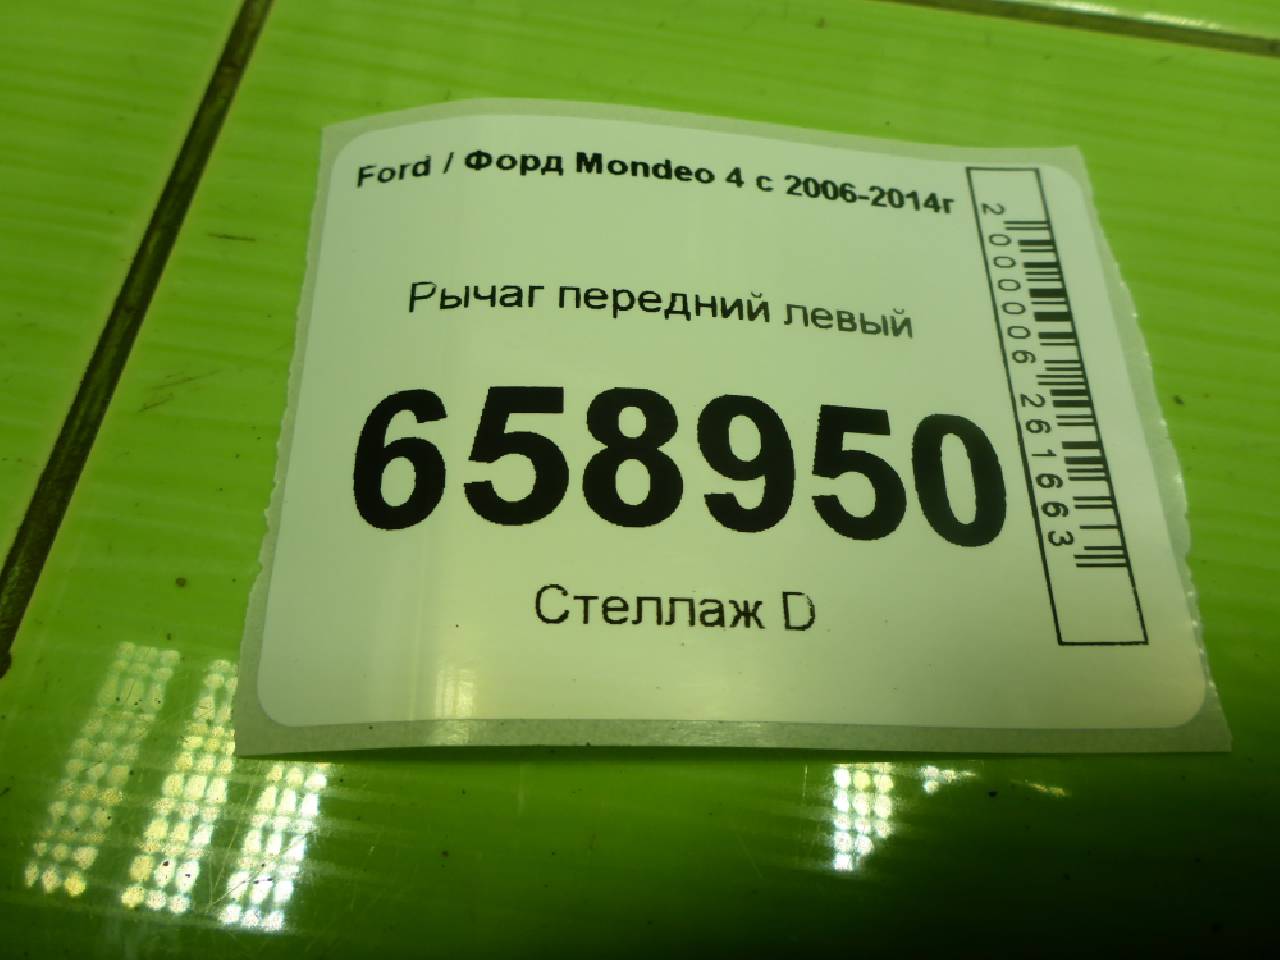 Ford / Форд Mondeo 4 с 2006-2014г
Рычаг передний левый
658950
Стеллаж D
2000006261663